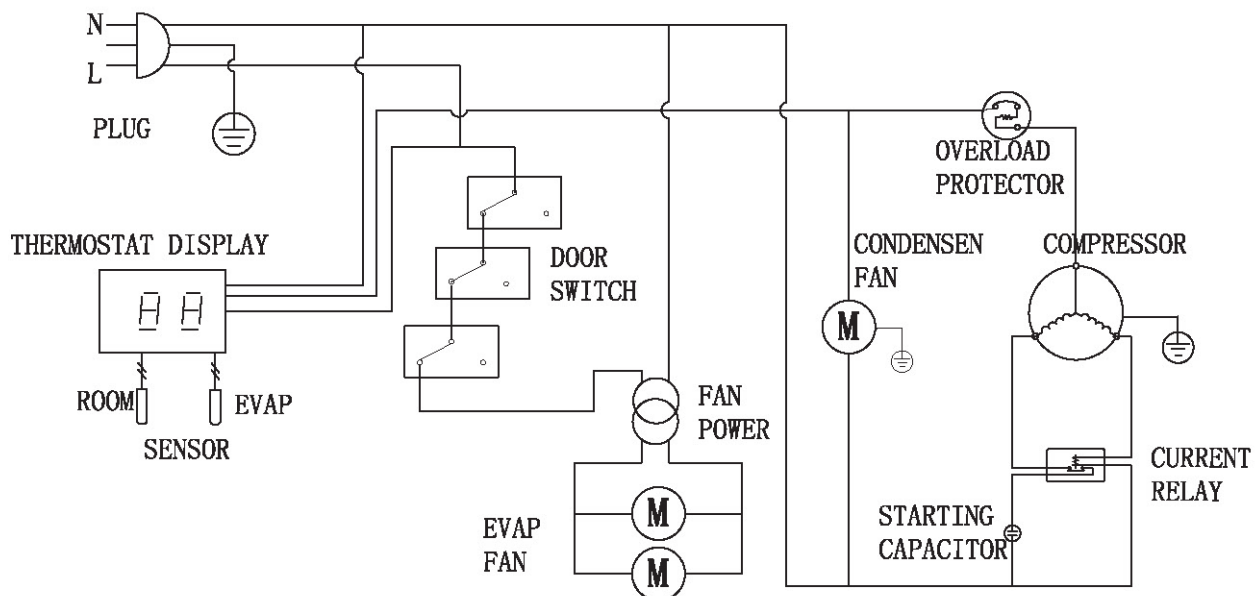 N
L
PLUG
OVERLOAD
PROTECTOR
THERMOSTAT DISPLAY
DOOR
SWITCH
CONDENSEN
FAN
COMPRESSOR
88
M
ROOM
EVAP
SENSOR
FAN
POWER
EVAP
FAN
M
M
STARTING
CAPACITOR
CURRENT
RELAY